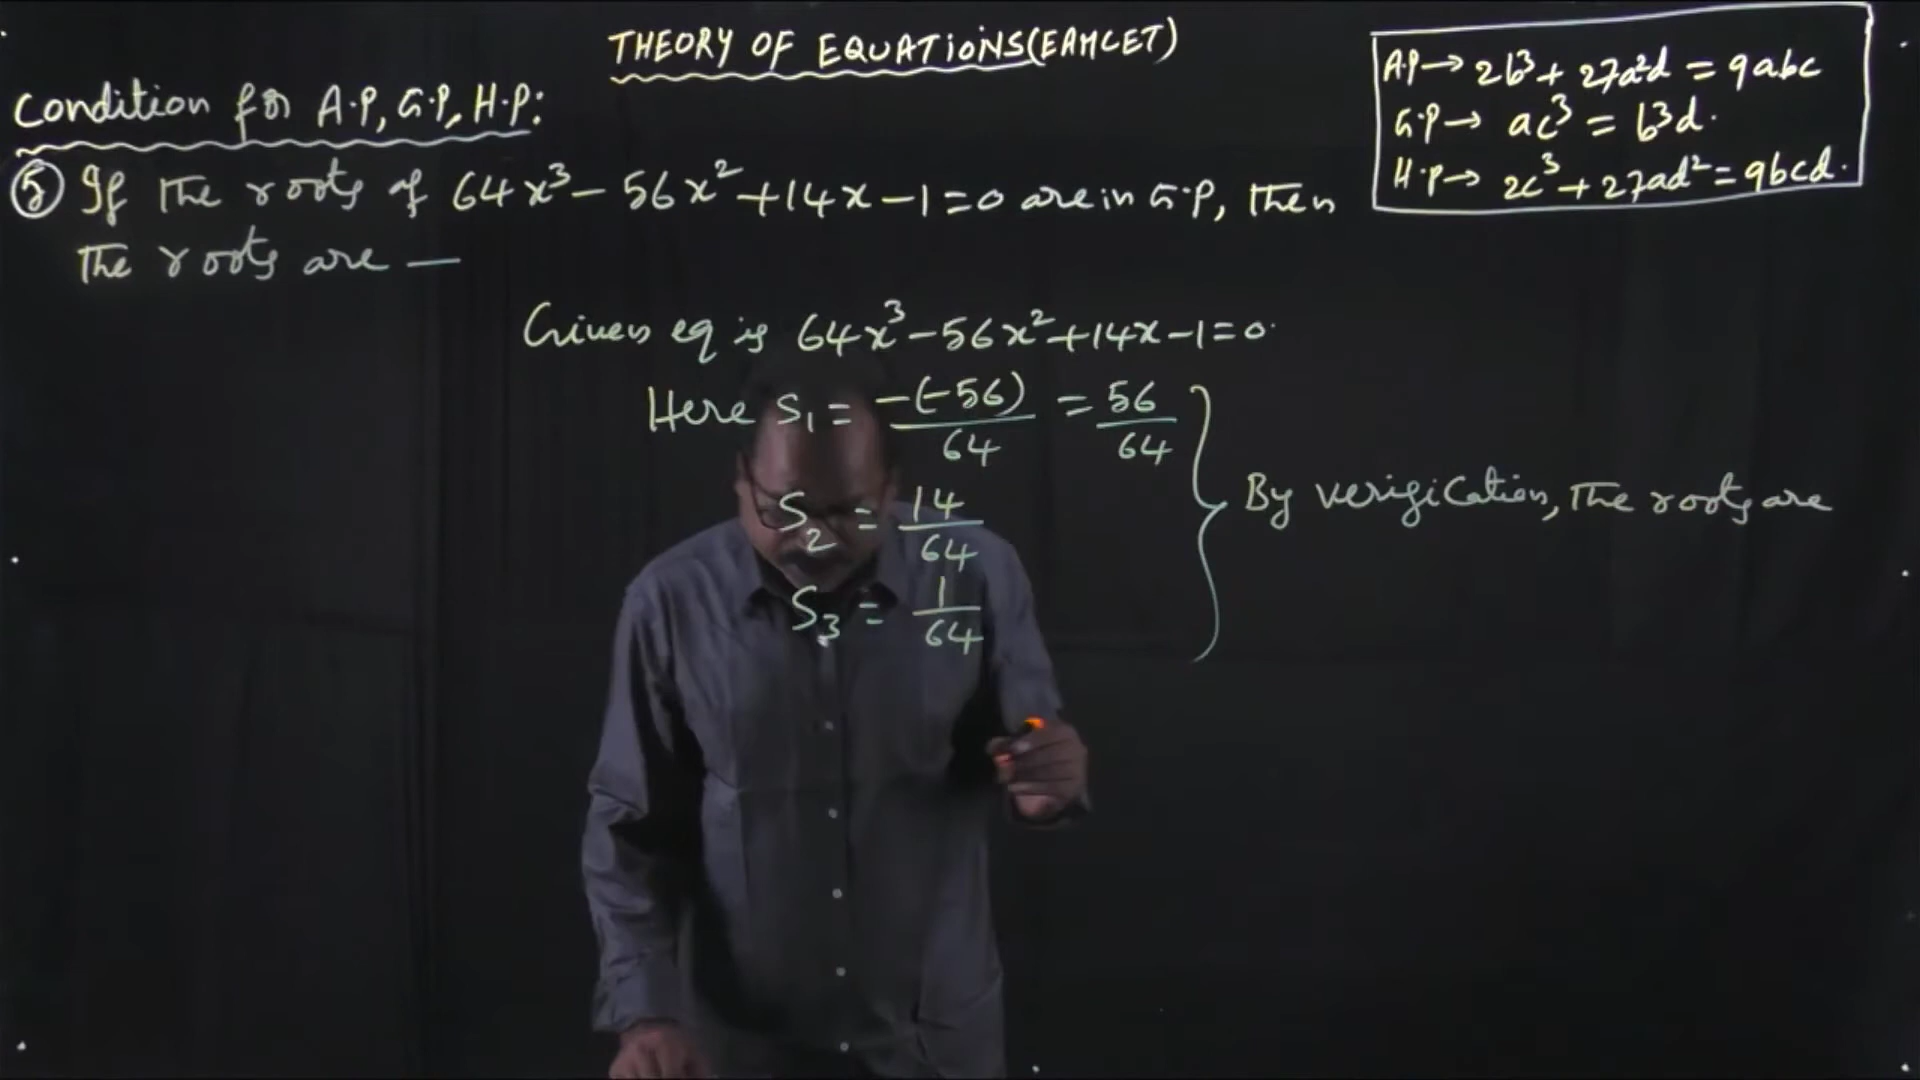 THEORY OF EQUATIONS(EAMCET)
Condition for A.P, G.P, H.P:
A.P → 2b³ + 27a²d = 9abc
G.P → ac³ = b³d.
H.P → 2c³ + 27ad² = 9bcd.
⑤ If the roots of 64x³ - 56x² + 14x - 1 = 0 are in G.P, then
the roots are —
Given eq is 64x³ - 56x² + 14x - 1 = 0.
Here S₁ = -(-56)/64 = 56/64
S₂ = 14/64
S₃ = 1/64
By verification, the roots are